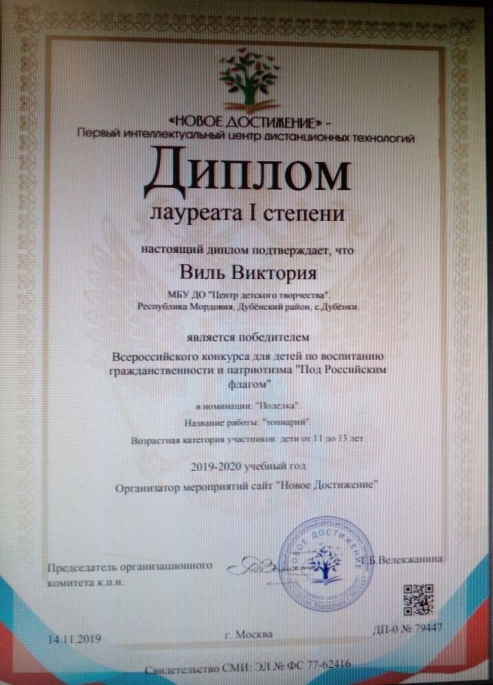 «НОВОЕ ДОСТИЖЕНИЕ» -
Первый интеллектуальный центр дистанционных технологий
Диплом
лауреата I степени
настоящий диплом подтверждает, что
Виль Виктория
МБУ ДО "Центр детского творчества".
Республика Мордовия, Дубёнский район, с.Дубёнки.
является победителем
Всероссийского конкурса для детей по воспитанию
гражданственности и патриотизма "Под Российским
флагом"
в номинации: "Поделка".
Название работы: "топиарий".
Возрастная категория участников: дети от 11 до 13 лет
2019-2020 учебный год
Организатор мероприятий сайт "Новое Достижение"
НОВОЕ ДОСТИЖЕНИЕ
Председатель организационного
комитета к.п.н.
Т.Б.Велекжанина
14.11.2019
г. Москва
ДП-0 № 79447
Свидетельство СМИ: ЭЛ № ФС 77-62416